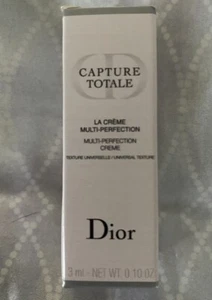 CAPTURE
TOTALE
LA CRÈME
MULTI-PERFECTION
MULTI-PERFECTION
CREME
TEXTURE UNIVERSELLE / UNIVERSAL TEXTURE
Dior
3 ml - NET WT. 0.10 OZ